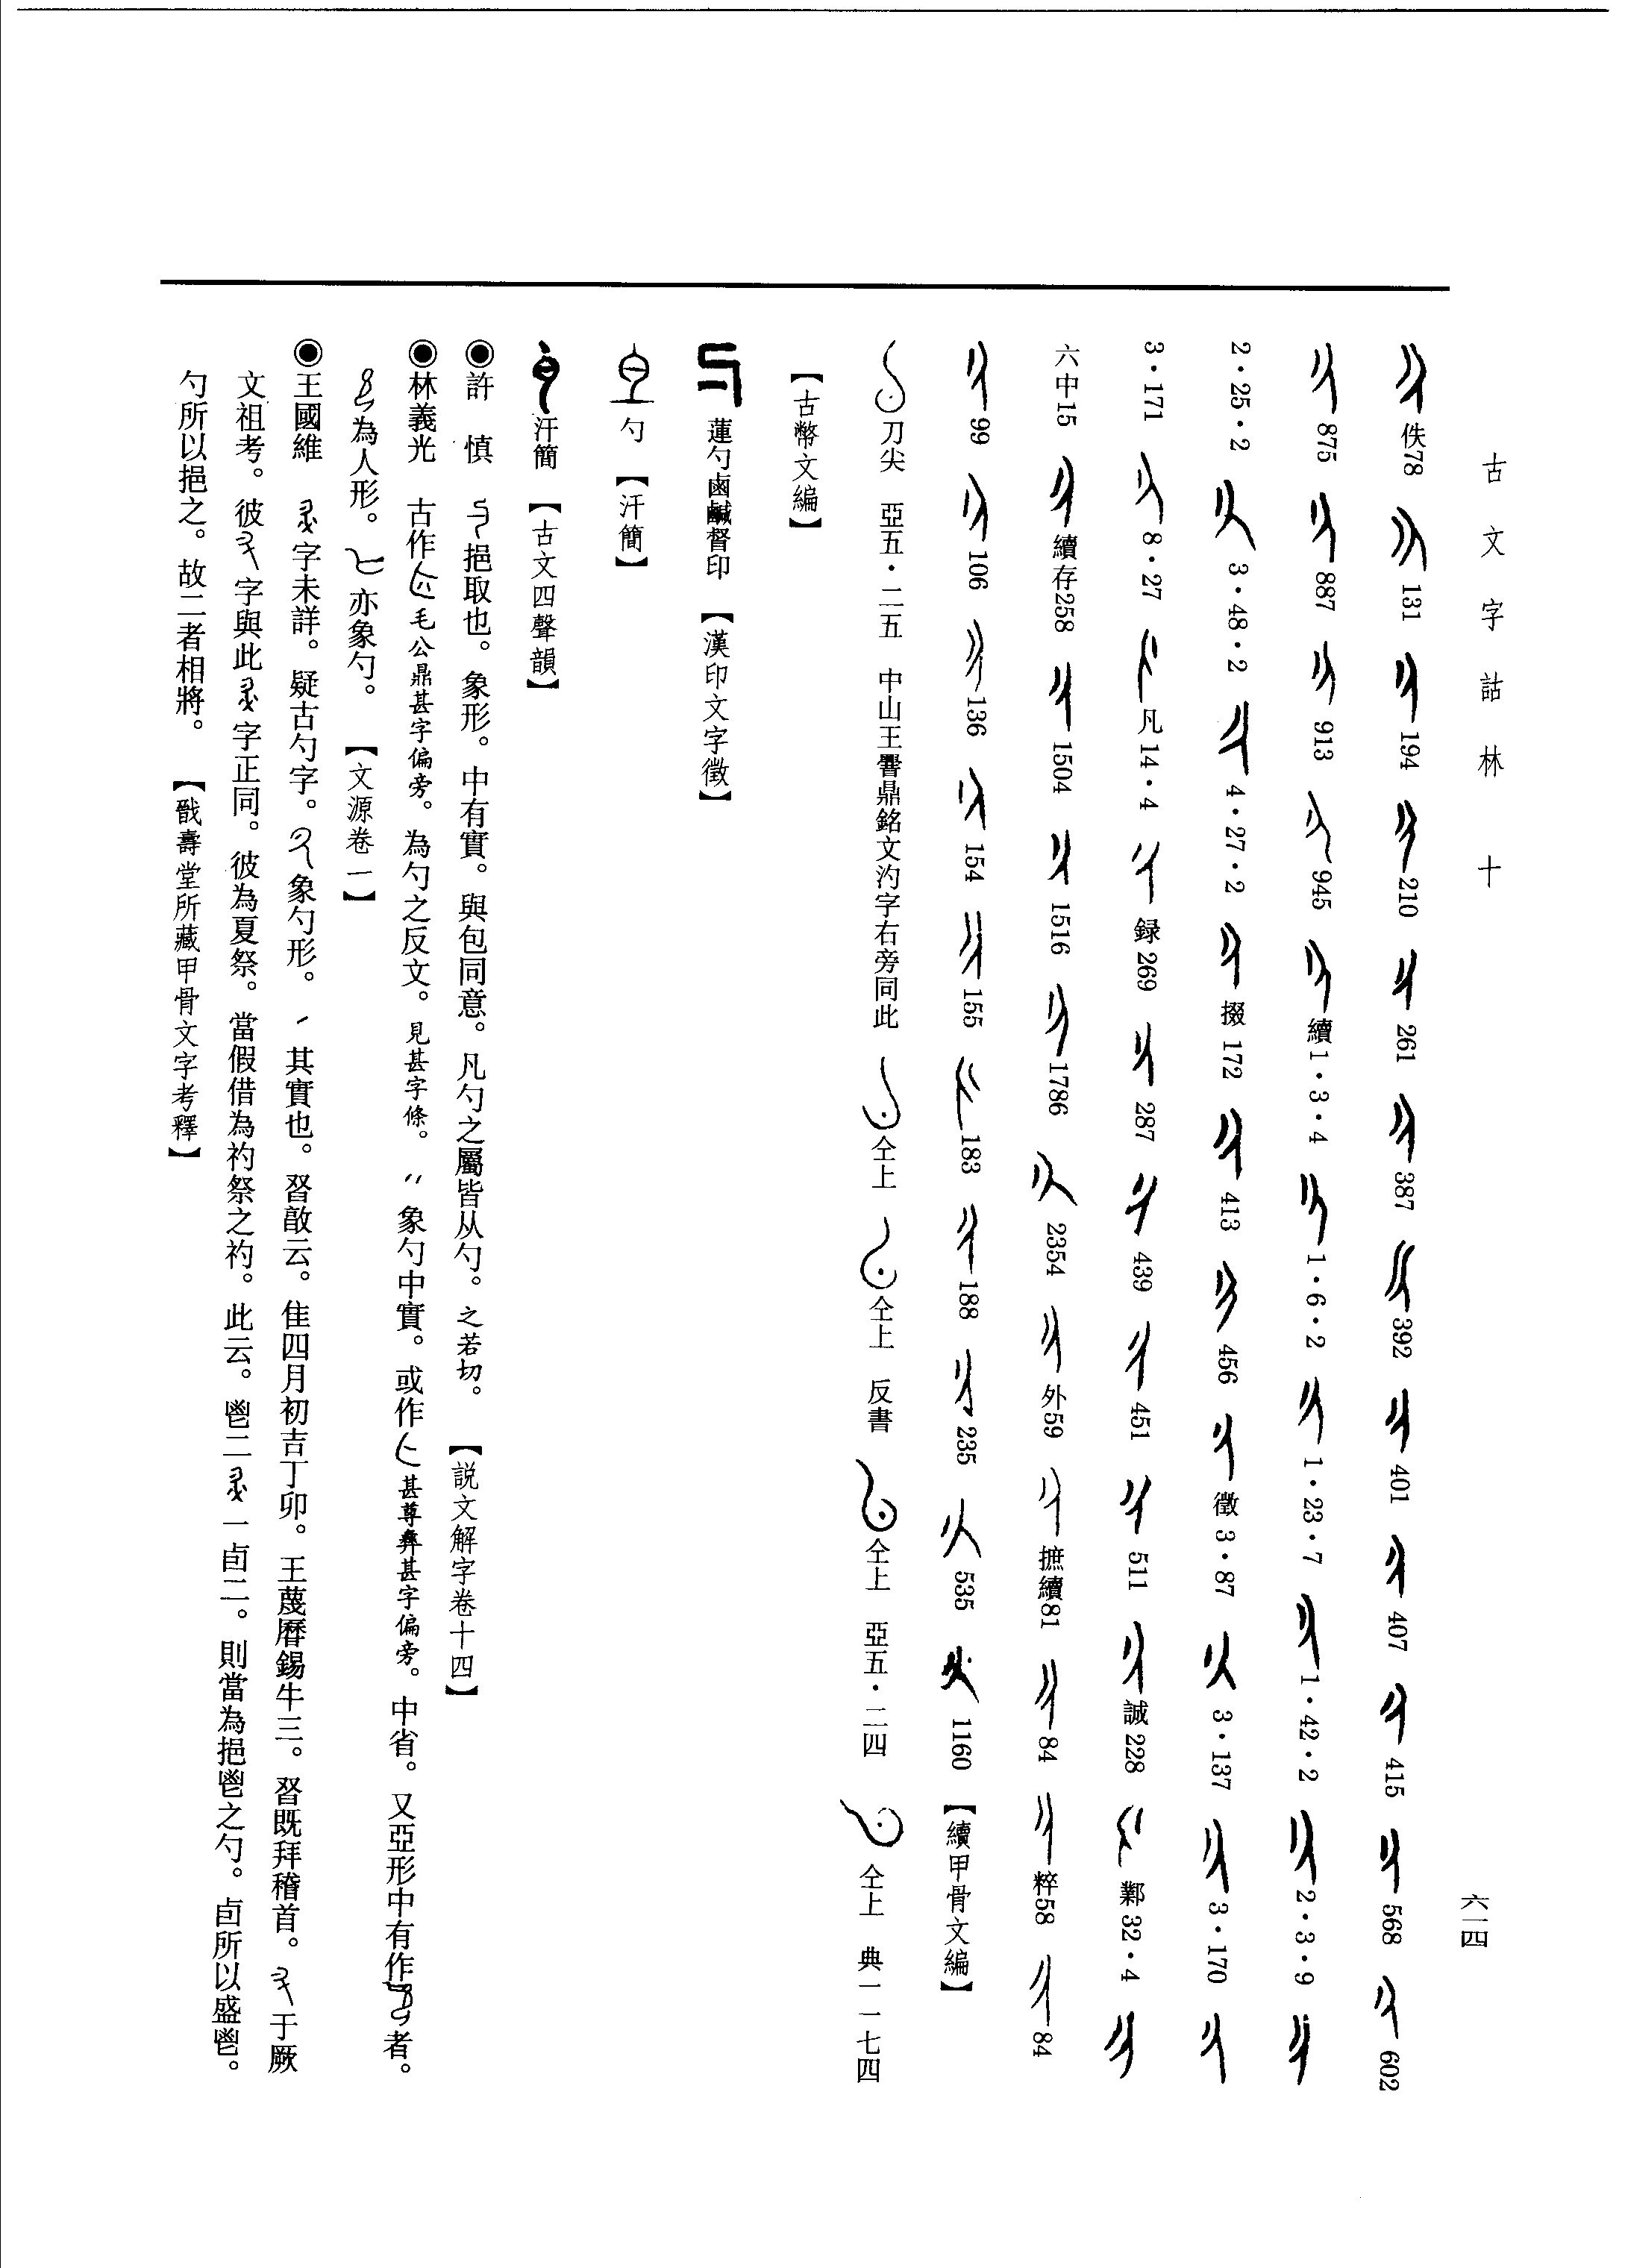 古文字詁林 十
六一四
佚78 131 194 210 261 387 392 401 407 415 568 602
875 887 913 945 續1·3·4 1·6·2 1·23·7 1·42·2 2·3·9
2·25·2 3·48·2 4·27·2 掇172 413 456 徵3·87 3·137 3·170
3·171 8·27 凡14·4 録269 287 439 451 511 誠228 鄴32·4
六中15 續存258 1504 1516 1786 2354 外59 摭續81 84 粹58 84
99 106 136 154 155 183 188 235 535 1160 【續甲骨文編】
刀尖 亞五·二五 中山王譽鼎銘文汋字右旁同此 仝上 仝上 反書 仝上 亞五·二四 仝上 典一一七四
【古幣文編】
蓮勺鹵鹹督印 【漢印文字徵】
勺 【汗簡】
汗簡 【古文四聲韻】
◉許 慎 挹取也。象形。中有實。與包同意。凡勺之屬皆从勺。之若切。 【説文解字卷十四】
◉林義光 古作 毛公鼎甚字偏旁。為勺之反文。見甚字條。 象勺中實。或作 甚尊彝甚字偏旁。中省。又亞形中有作 者。
為人形。 亦象勺。 【文源卷一】
◉王國維 字未詳。疑古勺字。 象勺形。 其實也。 云。隹四月初吉丁卯。王蔑曆錫牛三。 既拜稽首。 于厥
文祖考。彼 字與此 字正同。彼為夏祭。當假借為礿祭之礿。此云。鬯二 一卣二。則當為挹鬯之勺。卣所以盛鬯。
勺所以挹之。故二者相將。 【戩壽堂所藏甲骨文字考釋】